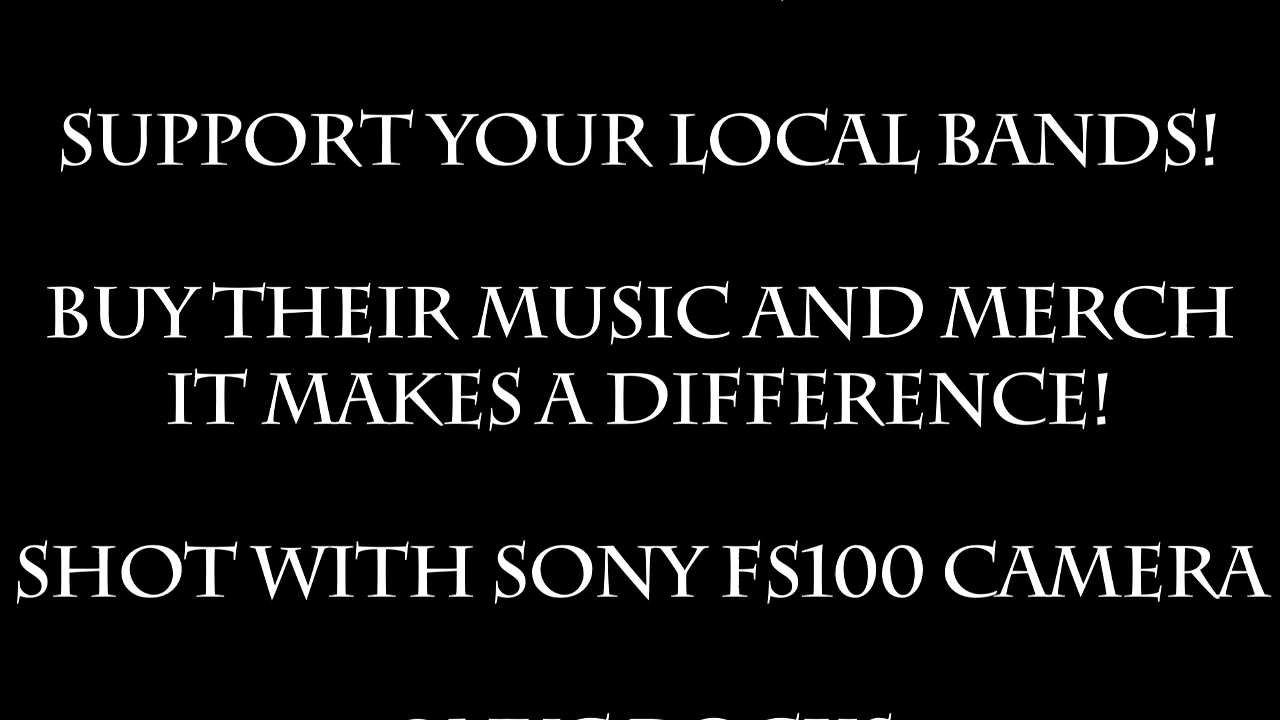 SUPPORT YOUR LOCAL BANDS!
BUY THEIR MUSIC AND MERCH
IT MAKES A DIFFERENCE!
SHOT WITH SONY FS100 CAMERA